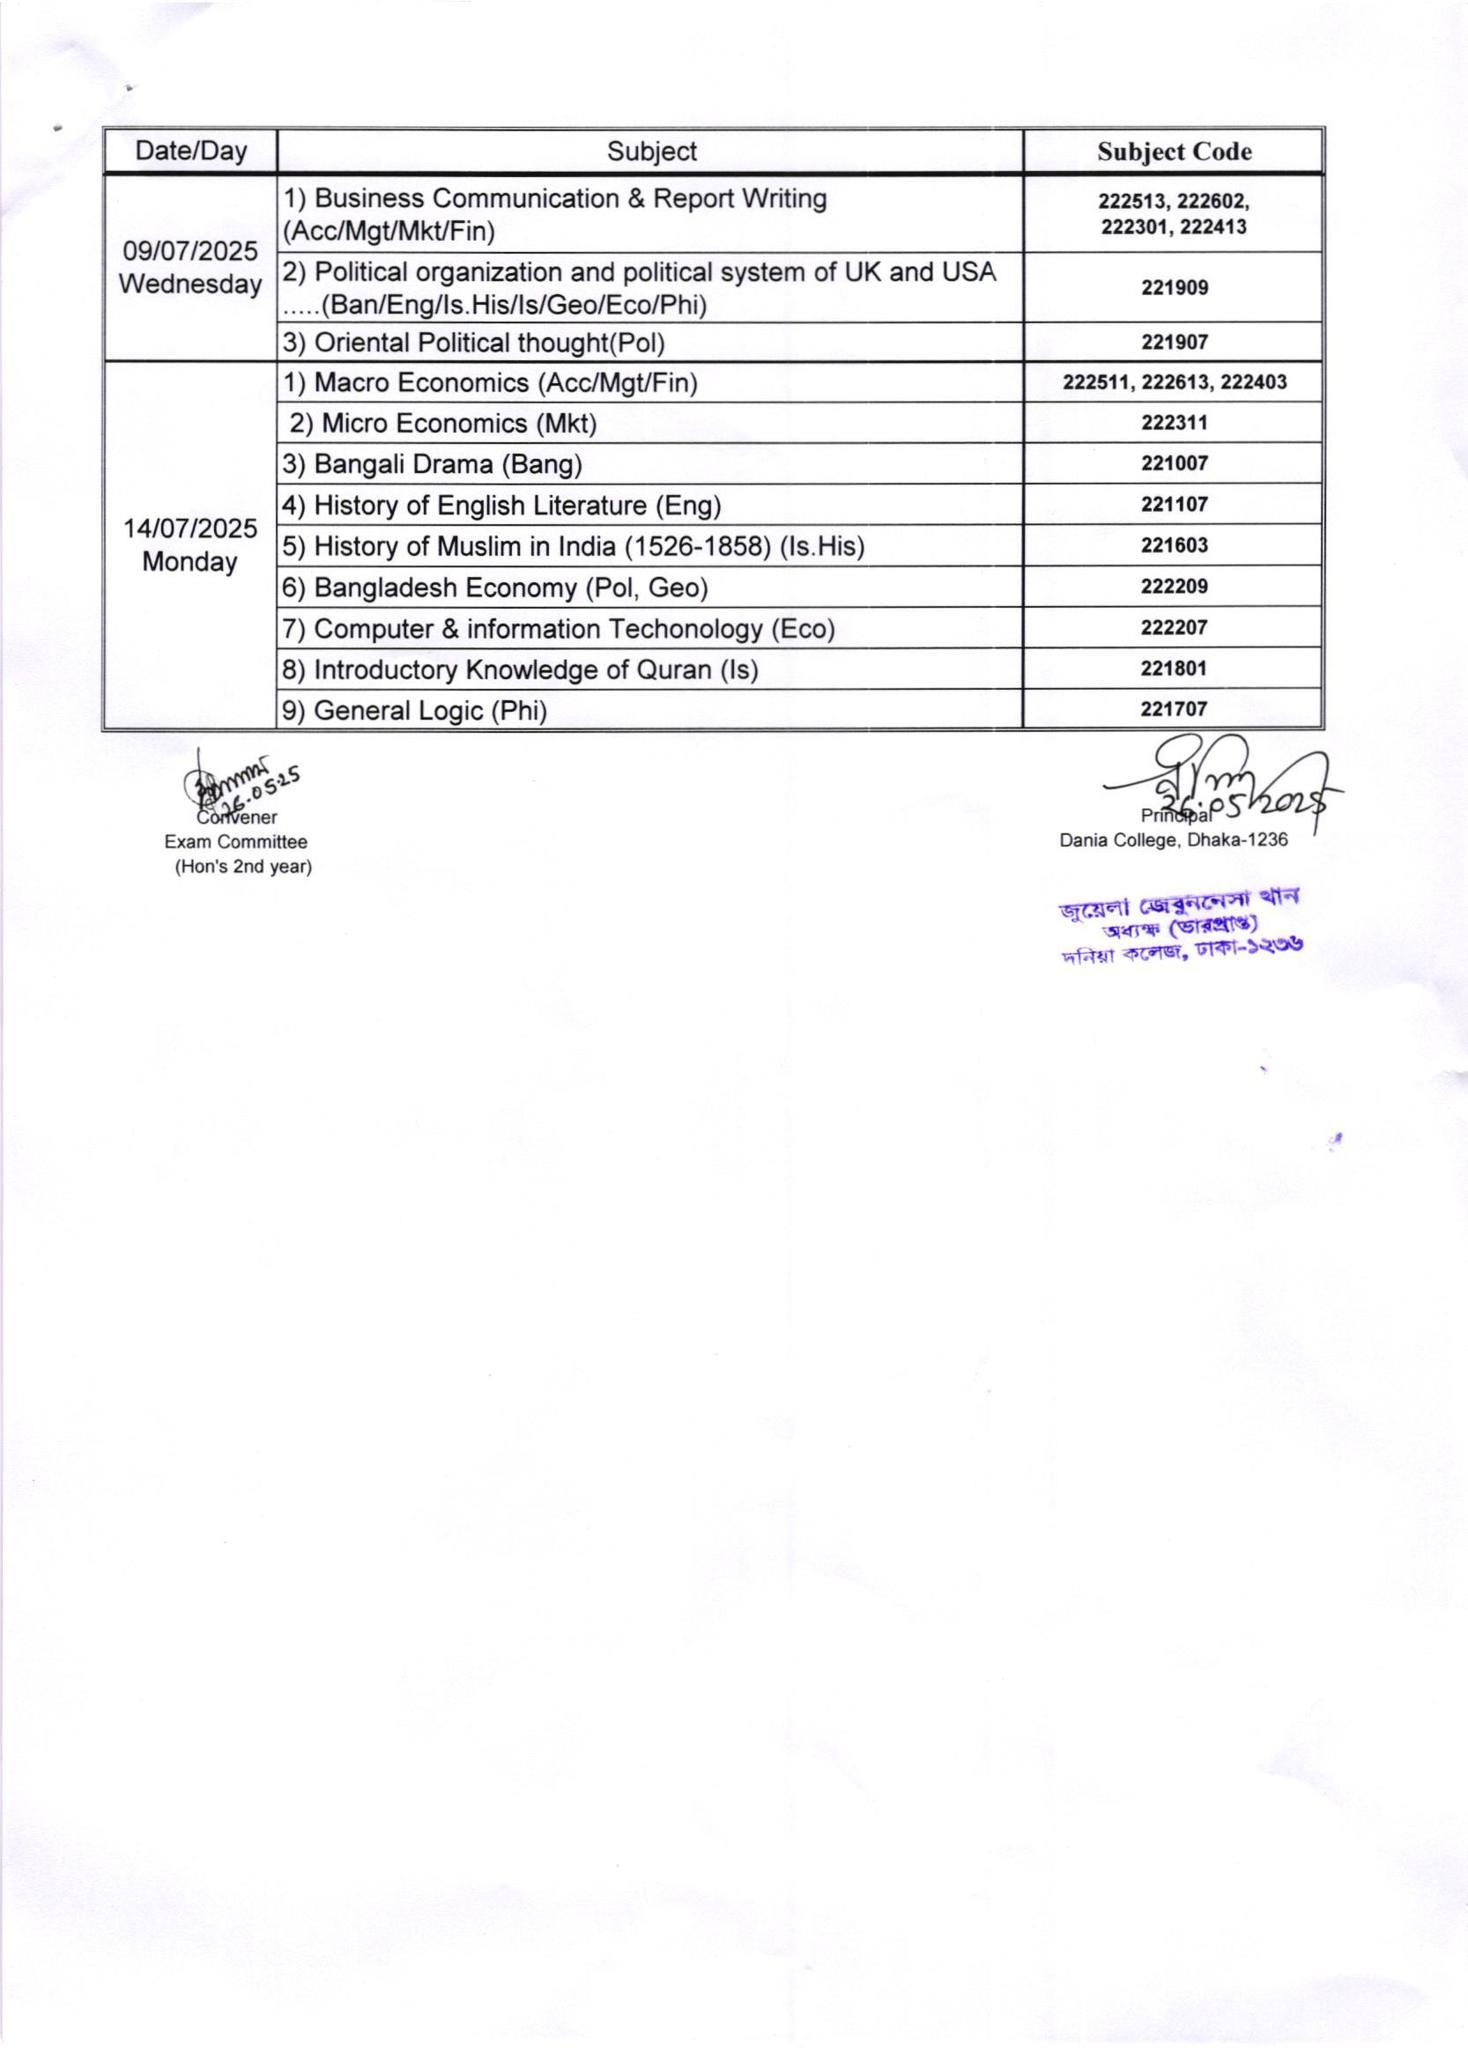 Date/Day Subject Subject Code
09/07/2025
Wednesday
1) Business Communication & Report Writing
(Acc/Mgt/Mkt/Fin)
222513, 222602,
222301, 222413
2) Political organization and political system of UK and USA
.....(Ban/Eng/Is.His/Is/Geo/Eco/Phi)
221909
3) Oriental Political thought(Pol) 221907
14/07/2025
Monday
1) Macro Economics (Acc/Mgt/Fin) 222511, 222613, 222403
2) Micro Economics (Mkt) 222311
3) Bangali Drama (Bang) 221007
4) History of English Literature (Eng) 221107
5) History of Muslim in India (1526-1858) (Is.His) 221603
6) Bangladesh Economy (Pol, Geo) 222209
7) Computer & information Techonology (Eco) 222207
8) Introductory Knowledge of Quran (Is) 221801
9) General Logic (Phi) 221707
26.05.25
Convener
Exam Committee
(Hon's 2nd year)
26.05.2025
Principal
Dania College, Dhaka-1236
জুয়েলা জেবুননেসা খান
অধ্যক্ষ (ভারপ্রাপ্ত)
দনিয়া কলেজ, ঢাকা-১২৩৬